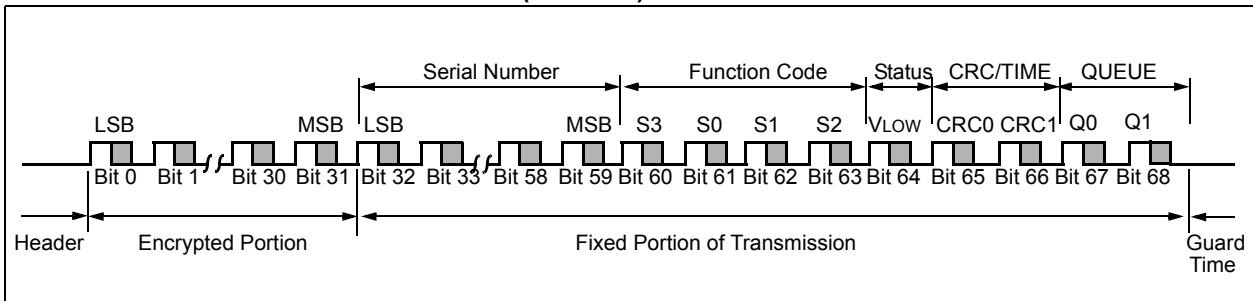 Serial Number Function Code Status CRC/TIME QUEUE
LSB MSB LSB MSB S3 S0 S1 S2 VLOW CRC0 CRC1 Q0 Q1
Bit 0 Bit 1 Bit 30 Bit 31 Bit 32 Bit 33 Bit 58 Bit 59 Bit 60 Bit 61 Bit 62 Bit 63 Bit 64 Bit 65 Bit 66 Bit 67 Bit 68
Header Encrypted Portion Fixed Portion of Transmission Guard
Time